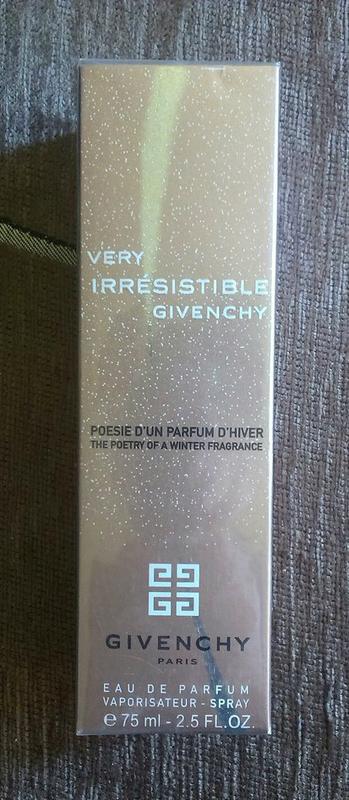 VERY
IRRÉSISTIBLE
GIVENCHY
POESIE D'UN PARFUM D'HIVER
THE POETRY OF A WINTER FRAGRANCE
GIVENCHY
PARIS
EAU DE PARFUM
VAPORISATEUR - SPRAY
℮ 75 ml - 2.5 FL.OZ.